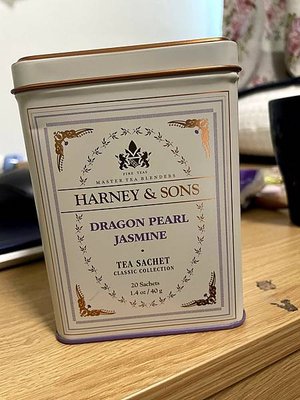 FINE TEAS
MASTER TEA BLENDERS
HARNEY & SONS
DRAGON PEARL
JASMINE
TEA SACHET
CLASSIC COLLECTION
20 Sachets
1.4 oz / 40 g